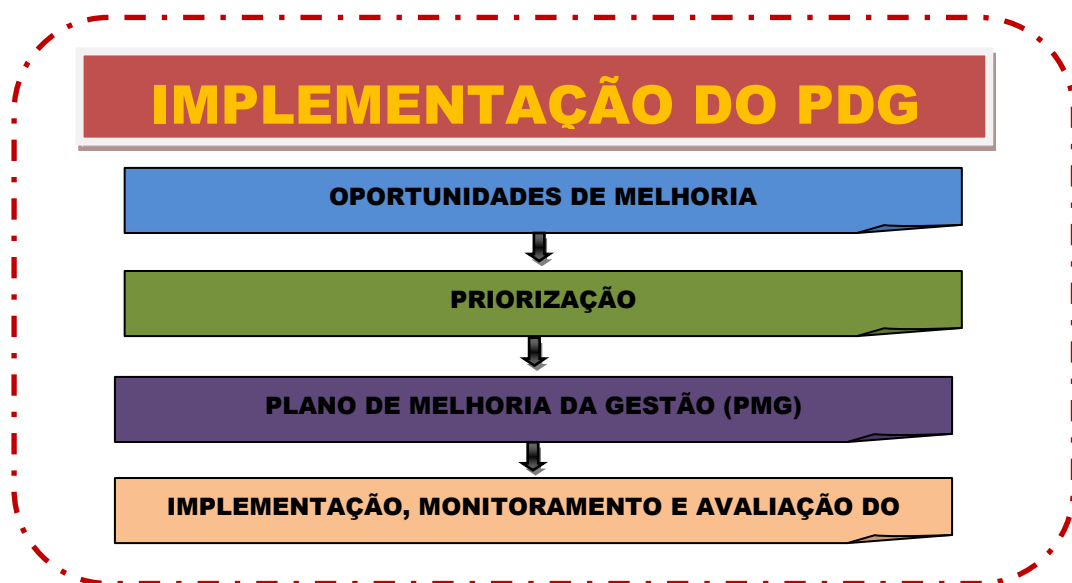 IMPLEMENTAÇÃO DO PDG
OPORTUNIDADES DE MELHORIA
PRIORIZAÇÃO
PLANO DE MELHORIA DA GESTÃO (PMG)
IMPLEMENTAÇÃO, MONITORAMENTO E AVALIAÇÃO DO